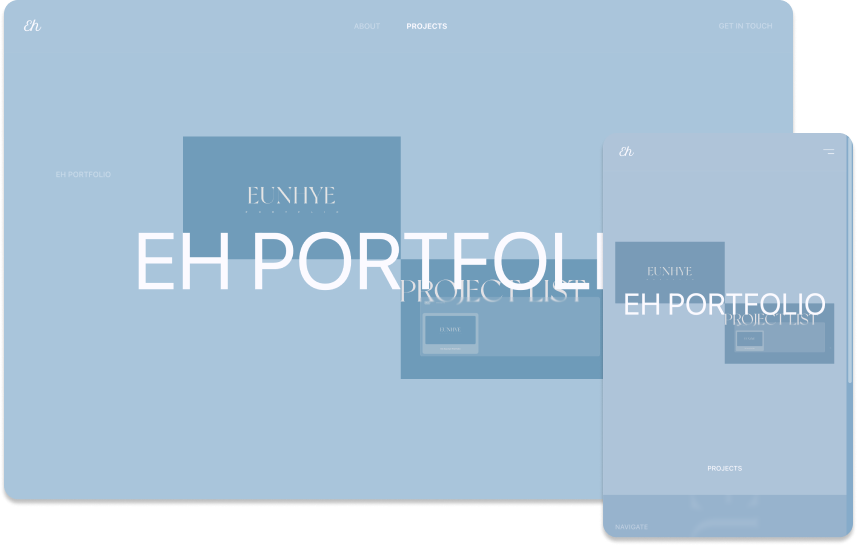 Eh
ABOUT
PROJECTS
GET IN TOUCH
EH PORTFOLIO
EUNHYE
EH PORTFOLI
PROJECT LIST
EUNHYE
Eh
EUNHYE
EH PORTFOLIO
PROJECT LIST
PROJECTS
NAVIGATE